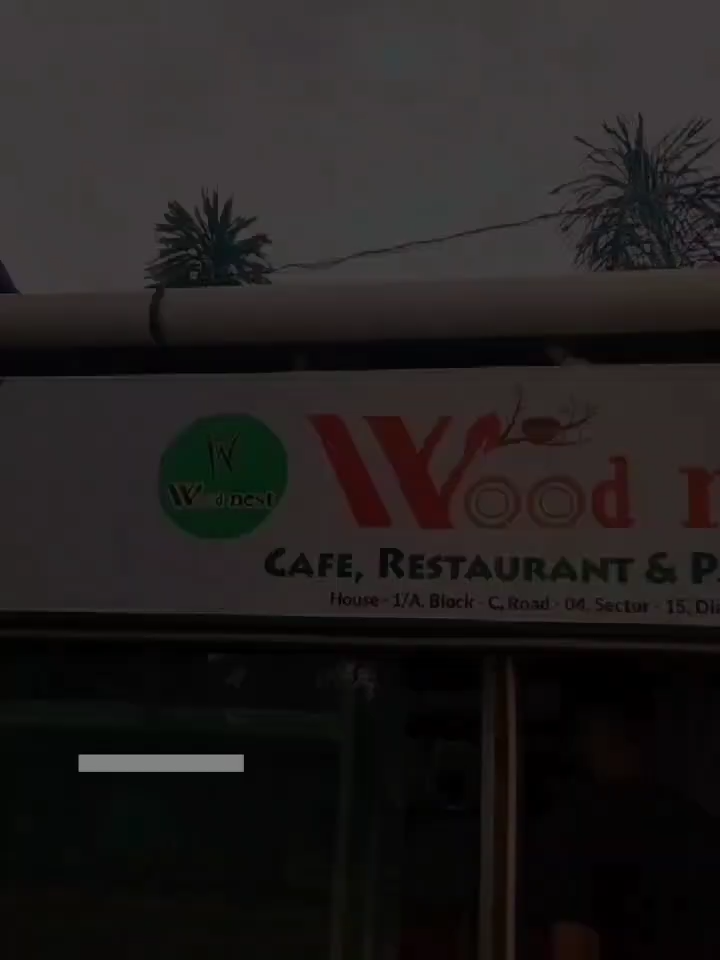 W
Wood nest
Wood
CAFE, RESTAURANT & P
House - 1/A, Block - C, Road - 04, Sector - 15, Di